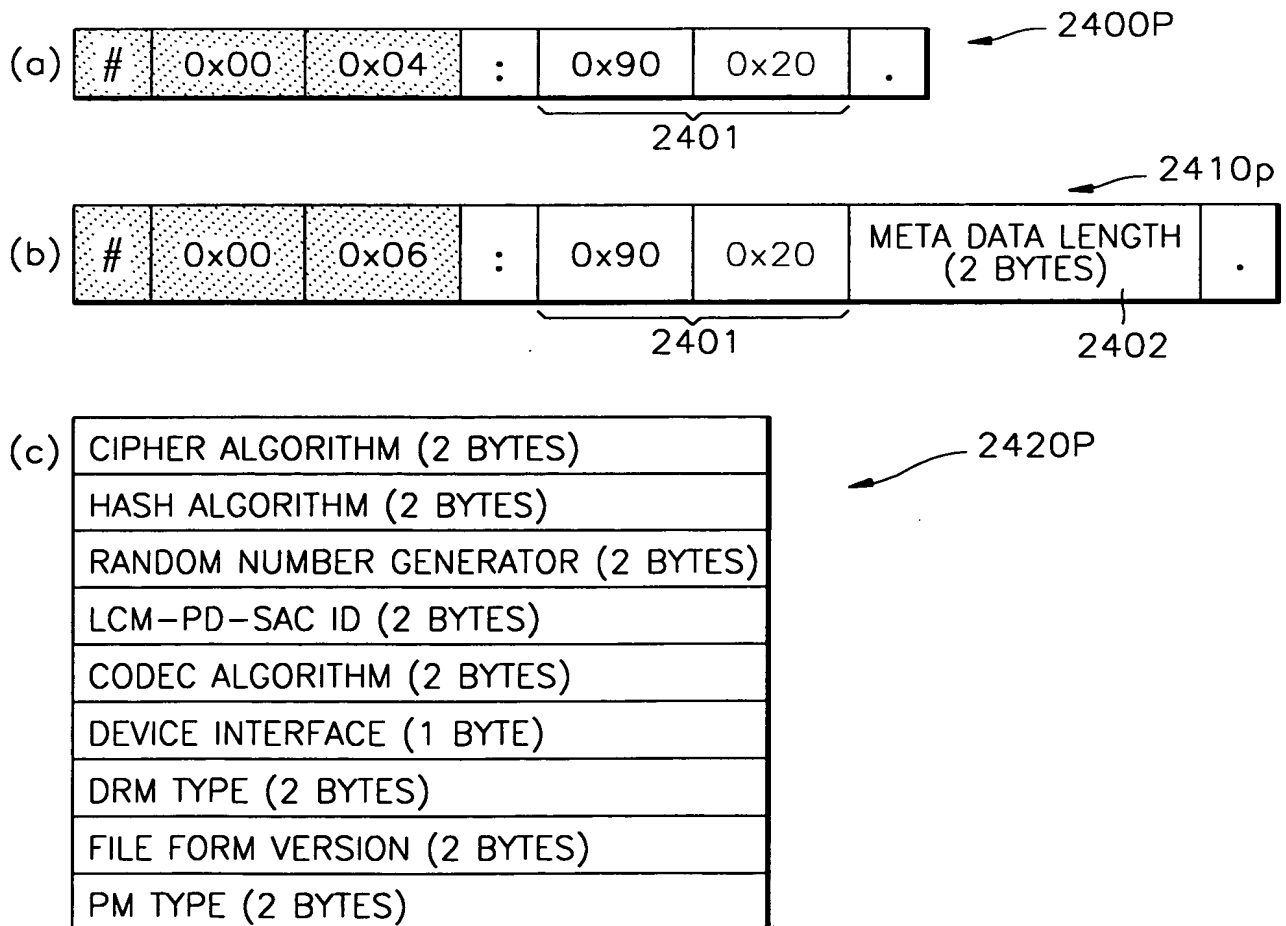 2400P
(a) # 0x00 0x04 : 0x90 0x20 .
2401
2410p
(b) # 0x00 0x06 : 0x90 0x20 META DATA LENGTH (2 BYTES) .
2401 2402
(c) CIPHER ALGORITHM (2 BYTES)
2420P
HASH ALGORITHM (2 BYTES)
RANDOM NUMBER GENERATOR (2 BYTES)
LCM-PD-SAC ID (2 BYTES)
CODEC ALGORITHM (2 BYTES)
DEVICE INTERFACE (1 BYTE)
DRM TYPE (2 BYTES)
FILE FORM VERSION (2 BYTES)
PM TYPE (2 BYTES)